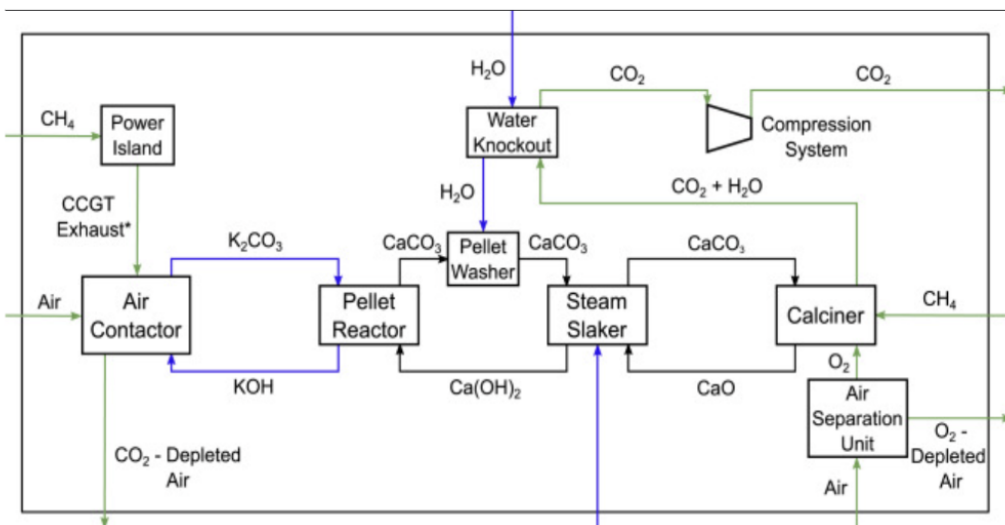 H₂O
CO₂
CO₂
CH₄
Power
Island
Water
Knockout
Compression
System
CCGT
Exhaust*
H₂O
CO₂ + H₂O
K₂CO₃
CaCO₃
Pellet
Washer
CaCO₃
CaCO₃
Air
Air
Contactor
Pellet
Reactor
Steam
Slaker
Calciner
CH₄
KOH
Ca(OH)₂
CaO
O₂
Air
Separation
Unit
O₂ -
Depleted
Air
CO₂ - Depleted
Air
Air